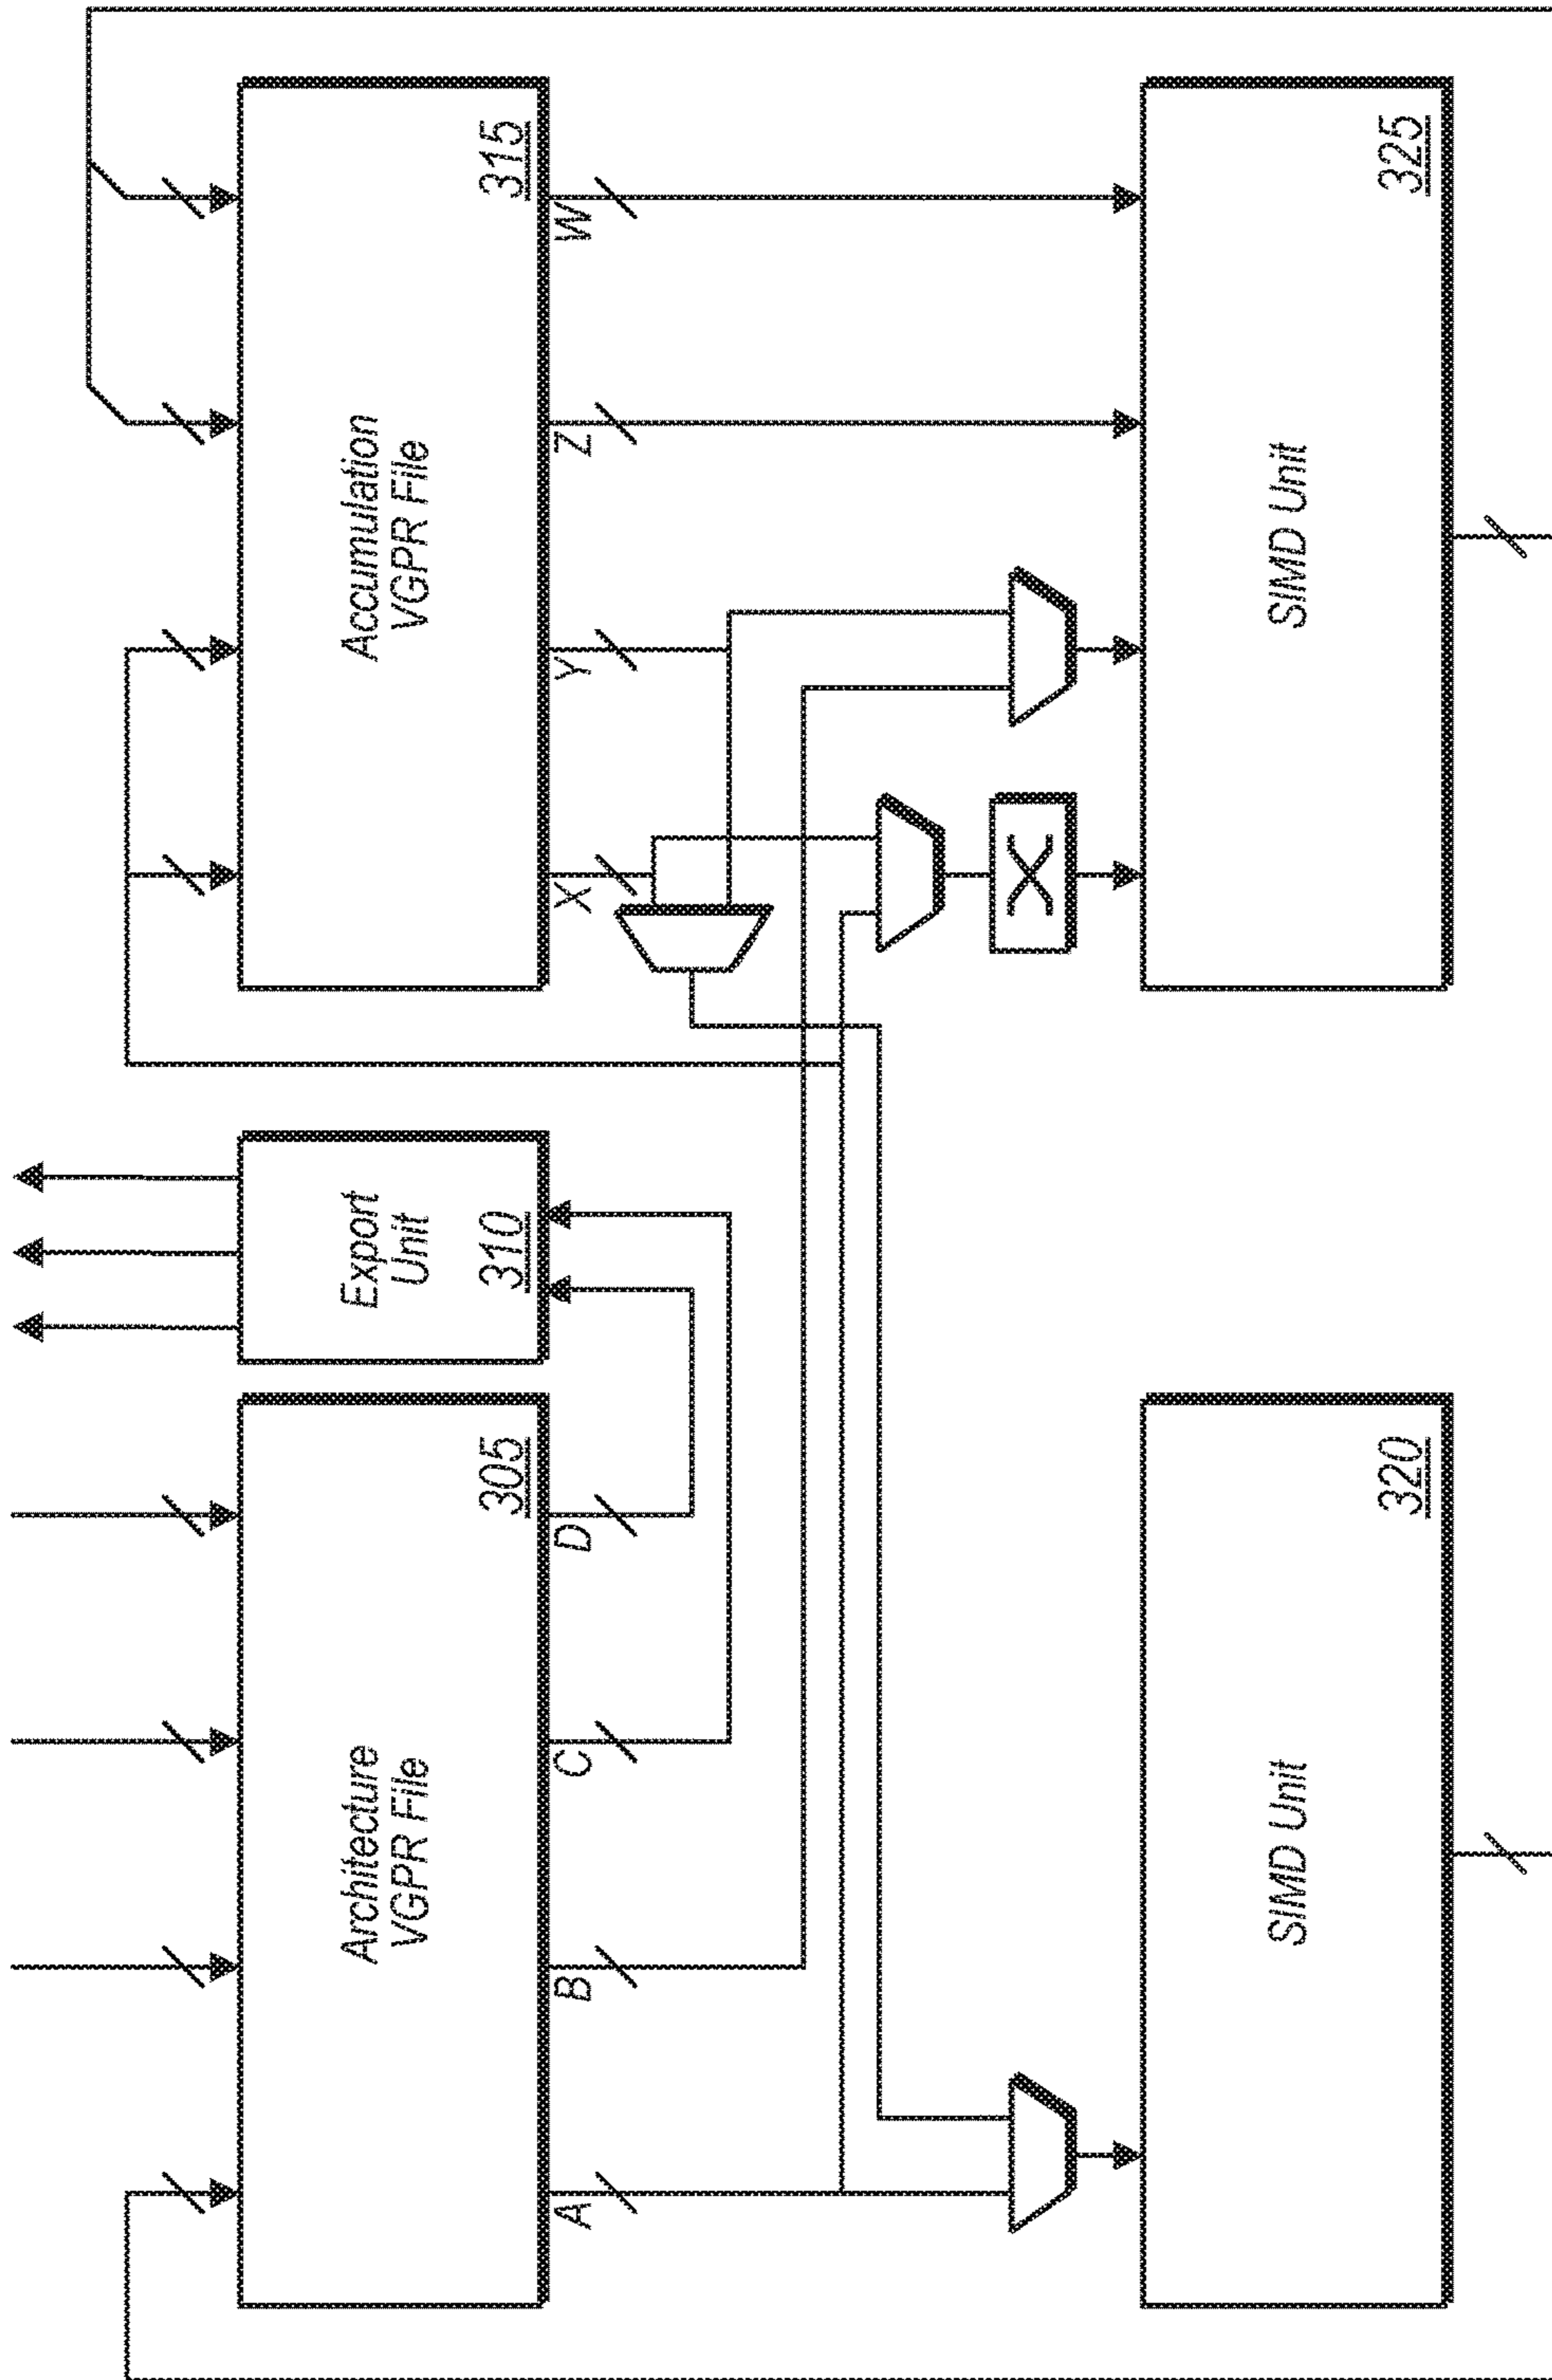 Architecture
VGPR File
305
Export
Unit
310
Accumulation
VGPR File
315
A
B
C
D
X
Y
Z
W
SIMD Unit
320
SIMD Unit
325